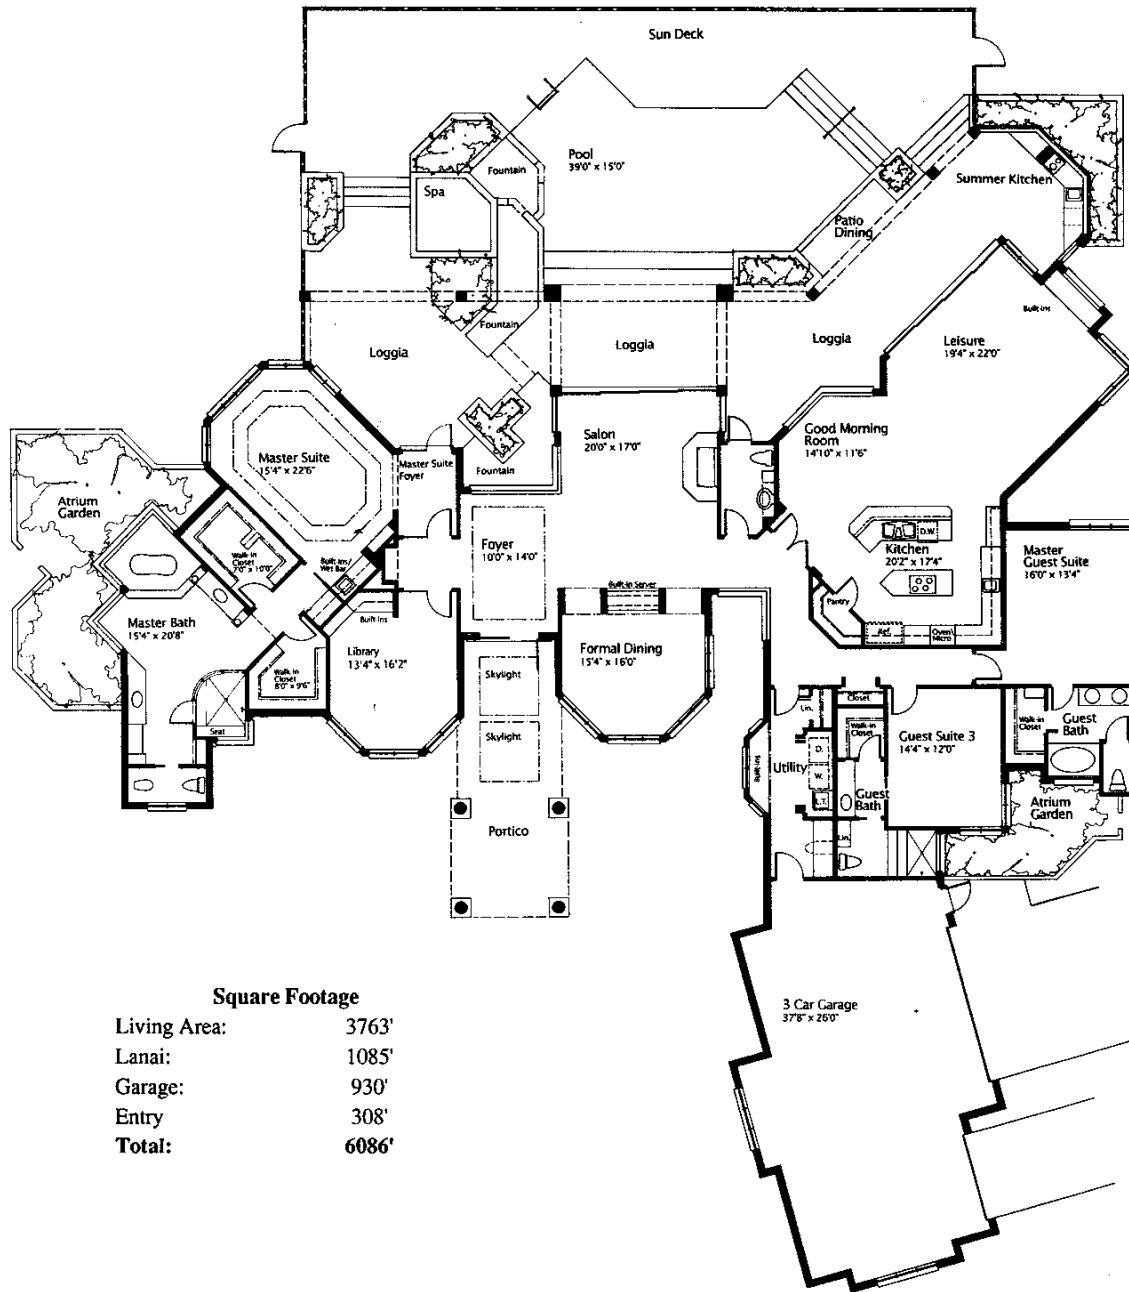 Sun Deck
Pool
39'0" x 15'0"
Fountain
Spa
Summer Kitchen
Patio
Dining
Fountain
Built-Ins
Loggia
Loggia
Loggia
Leisure
19'4" x 22'0"
Good Morning
Room
14'10" x 11'6"
Salon
20'0" x 17'0"
Master Suite
15'4" x 22'6"
Master Suite
Foyer
Fountain
Atrium
Garden
Foyer
10'0" x 14'0"
D.W.
Kitchen
20'2" x 17'4"
Master
Guest Suite
16'0" x 13'4"
Walk-in
Closet
7'0" x 10'0"
Built Ins/
Wet Bar
Built-in Server
Pantry
Built-Ins
Master Bath
15'4" x 20'8"
Ref.
Oven\
Micro
Library
13'4" x 16'2"
Formal Dining
15'4" x 16'0"
Walk-in
Closet
8'0" x 9'6"
Skylight
Skylight
Seat
Lin.
Closet
Walk-in
Closet
Guest Suite 3
14'4" x 12'0"
Walk-in
Closet
Guest
Bath
Built-Ins
Utility
D.
W.
L.T.
Guest
Bath
Lin.
Atrium
Garden
Portico
3 Car Garage
37'8" x 26'0"
Square Footage
Living Area: 3763'
Lanai: 1085'
Garage: 930'
Entry 308'
Total: 6086'